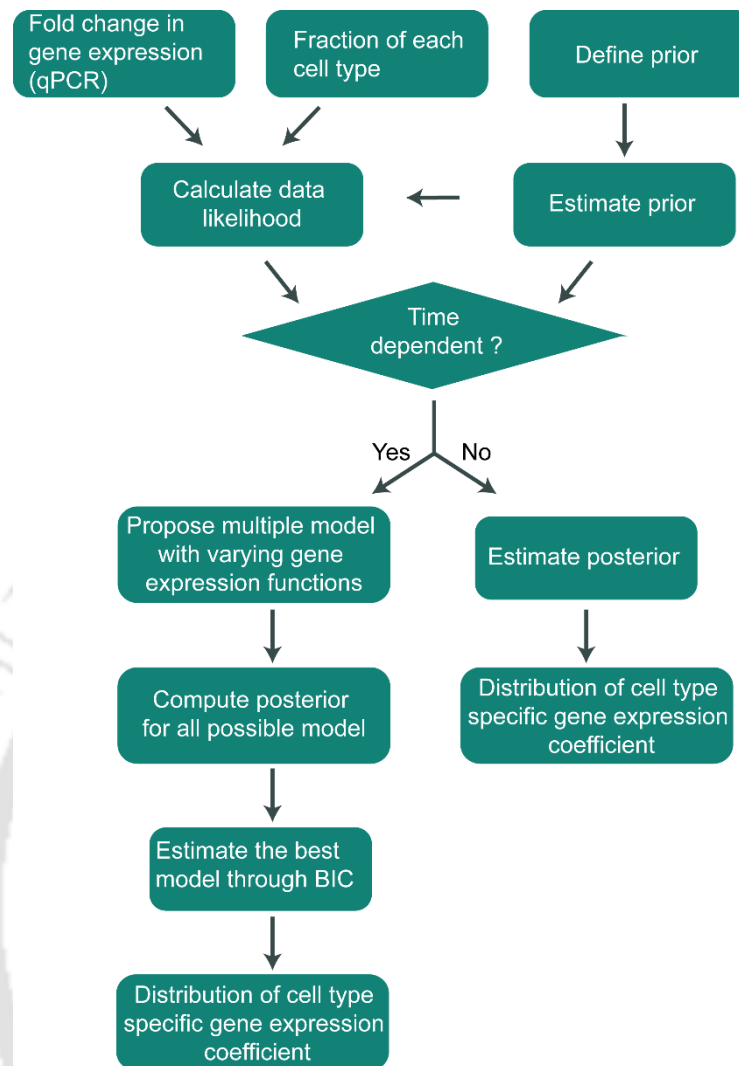 Fold change in
gene expression
(qPCR)
Fraction of each
cell type
Define prior
Calculate data
likelihood
Estimate prior
Time
dependent ?
Yes
No
Propose multiple model
with varying gene
expression functions
Estimate posterior
Compute posterior
for all possible model
Distribution of cell type
specific gene expression
coefficient
Estimate the best
model through BIC
Distribution of cell type
specific gene expression
coefficient